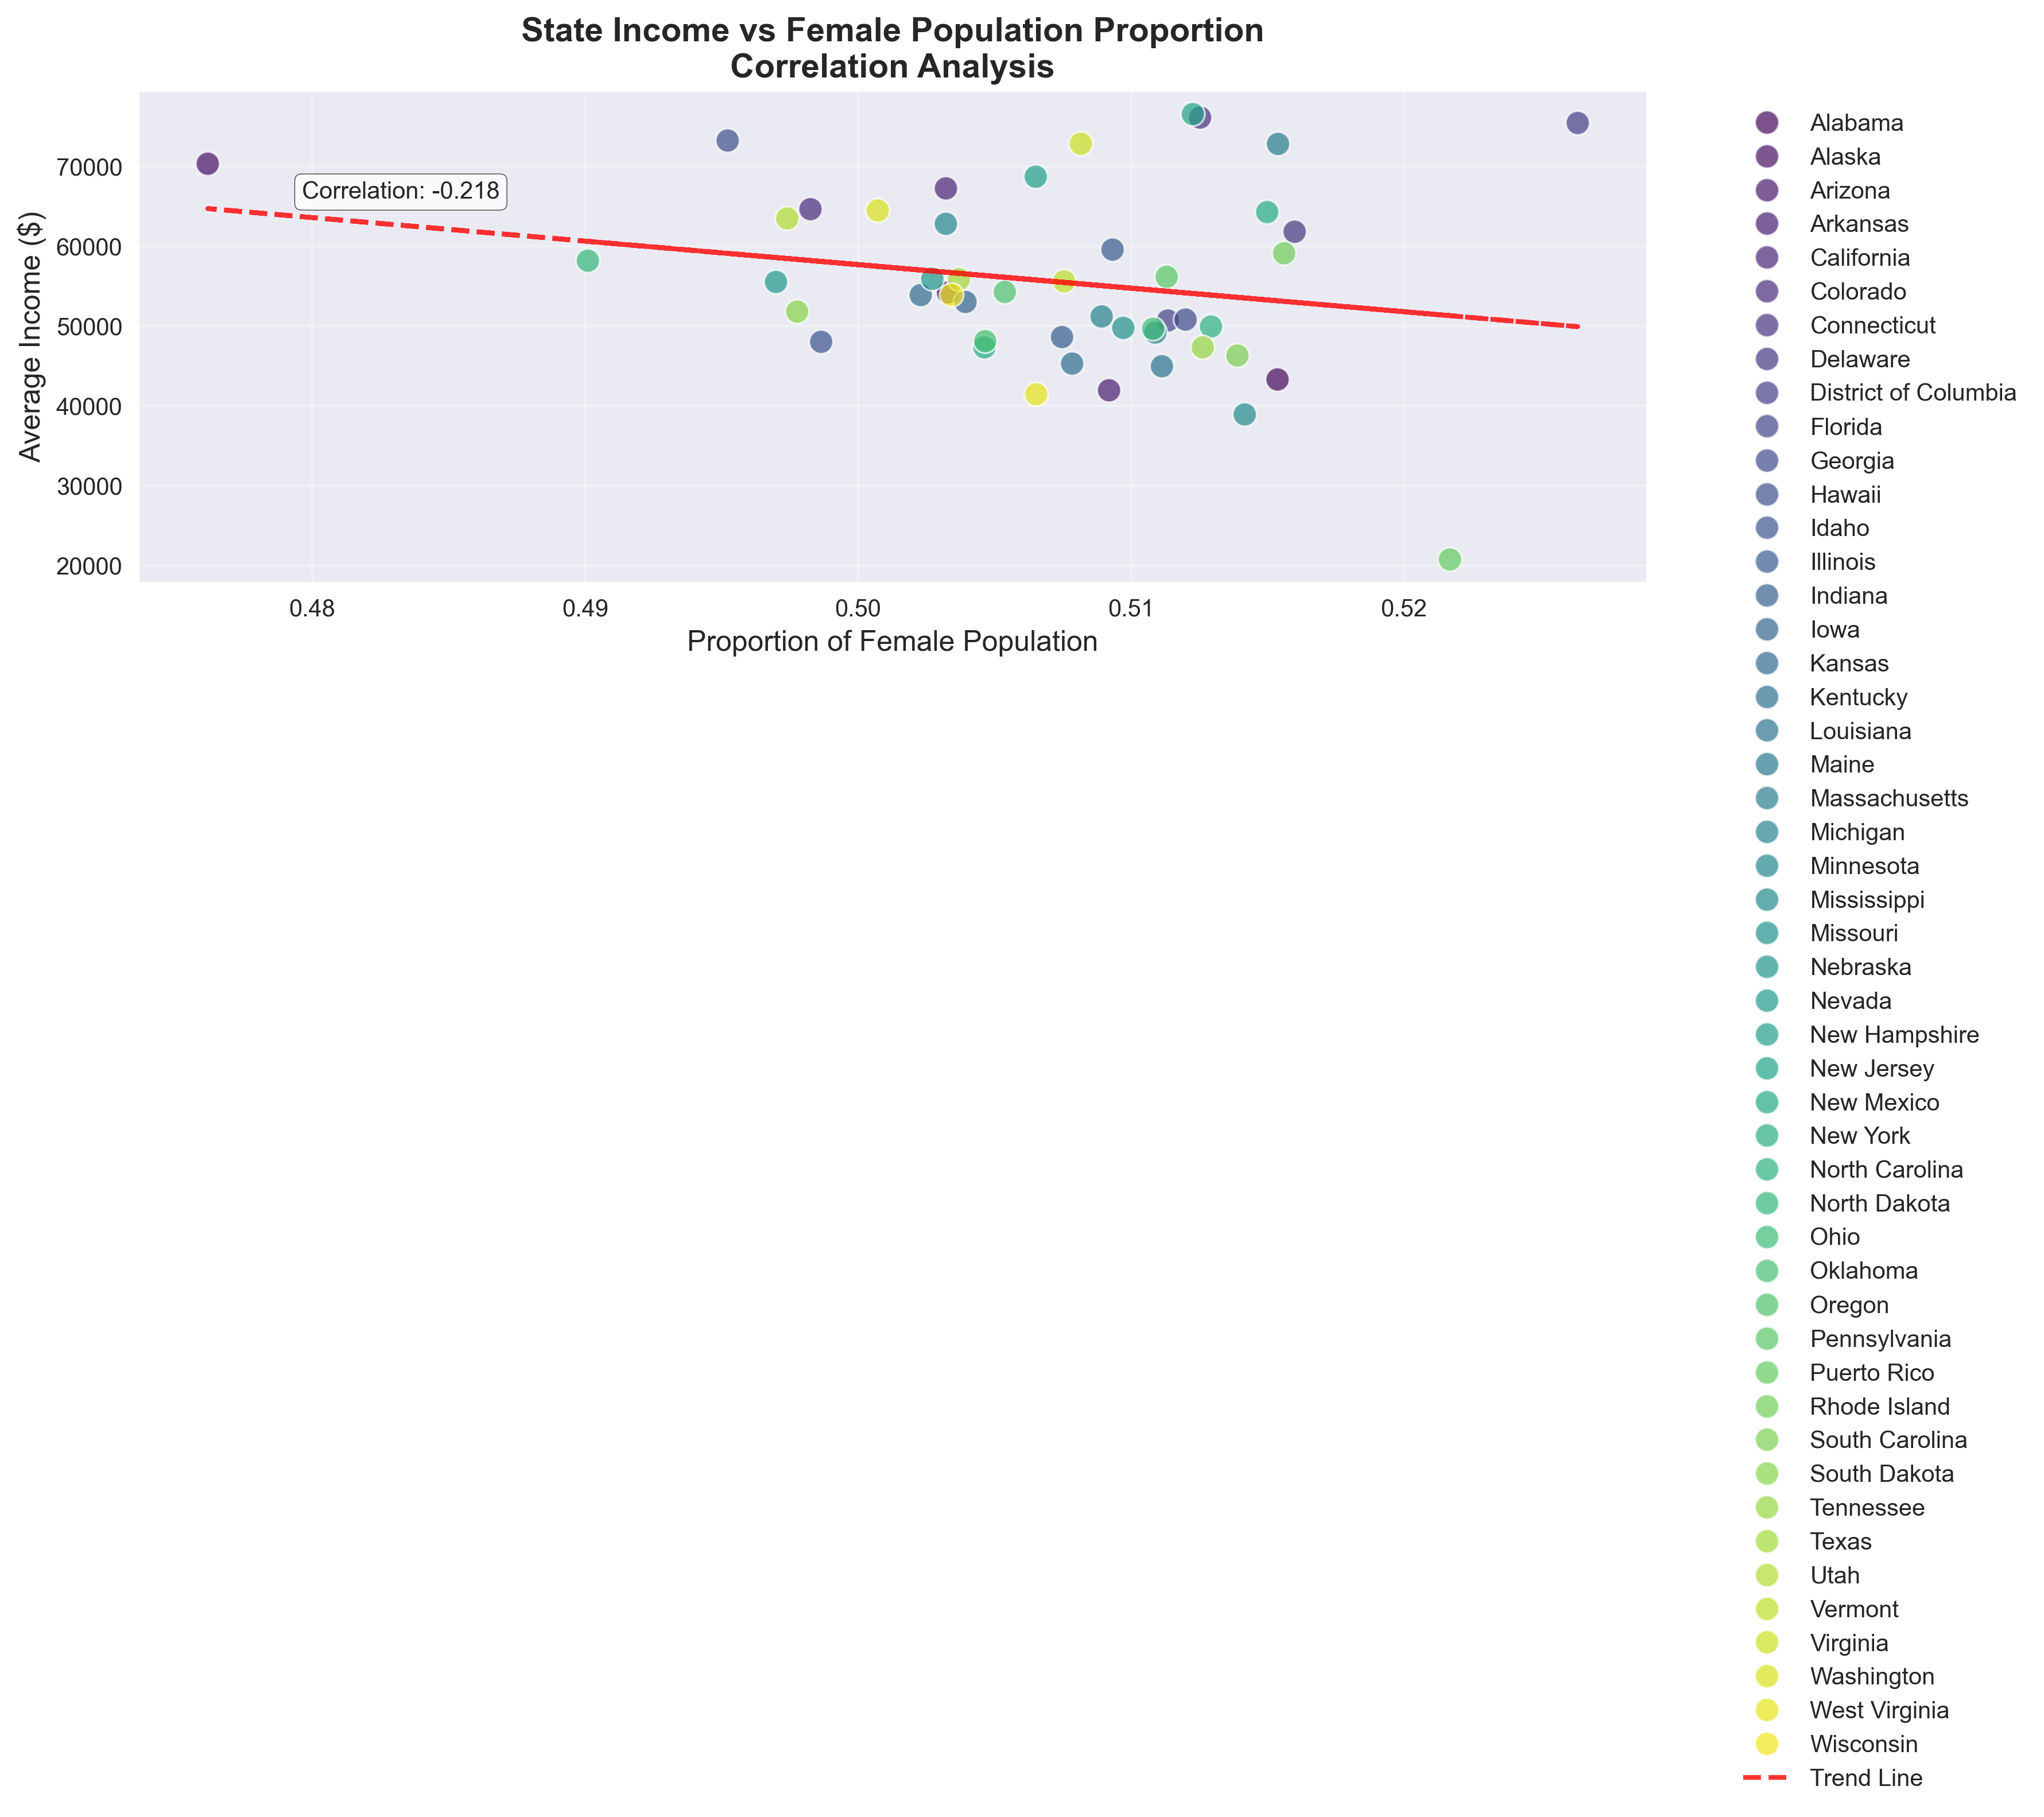 State Income vs Female Population Proportion
Correlation Analysis
Average Income ($)
70000
60000
50000
40000
30000
20000
Correlation: -0.218
0.48
0.49
0.50
0.51
0.52
Proportion of Female Population
Alabama
Alaska
Arizona
Arkansas
California
Colorado
Connecticut
Delaware
District of Columbia
Florida
Georgia
Hawaii
Idaho
Illinois
Indiana
Iowa
Kansas
Kentucky
Louisiana
Maine
Massachusetts
Michigan
Minnesota
Mississippi
Missouri
Nebraska
Nevada
New Hampshire
New Jersey
New Mexico
New York
North Carolina
North Dakota
Ohio
Oklahoma
Oregon
Pennsylvania
Puerto Rico
Rhode Island
South Carolina
South Dakota
Tennessee
Texas
Utah
Vermont
Virginia
Washington
West Virginia
Wisconsin
Trend Line